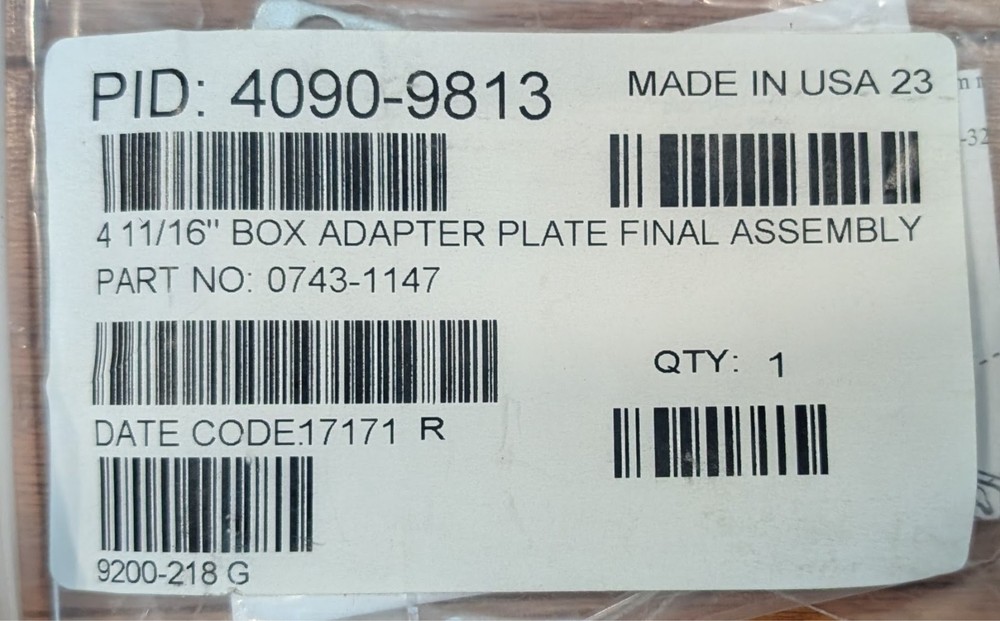 PID: 4090-9813
MADE IN USA 23
4 11/16" BOX ADAPTER PLATE FINAL ASSEMBLY
PART NO: 0743-1147
QTY: 1
DATE CODE:17171 R
9200-218 G
-32